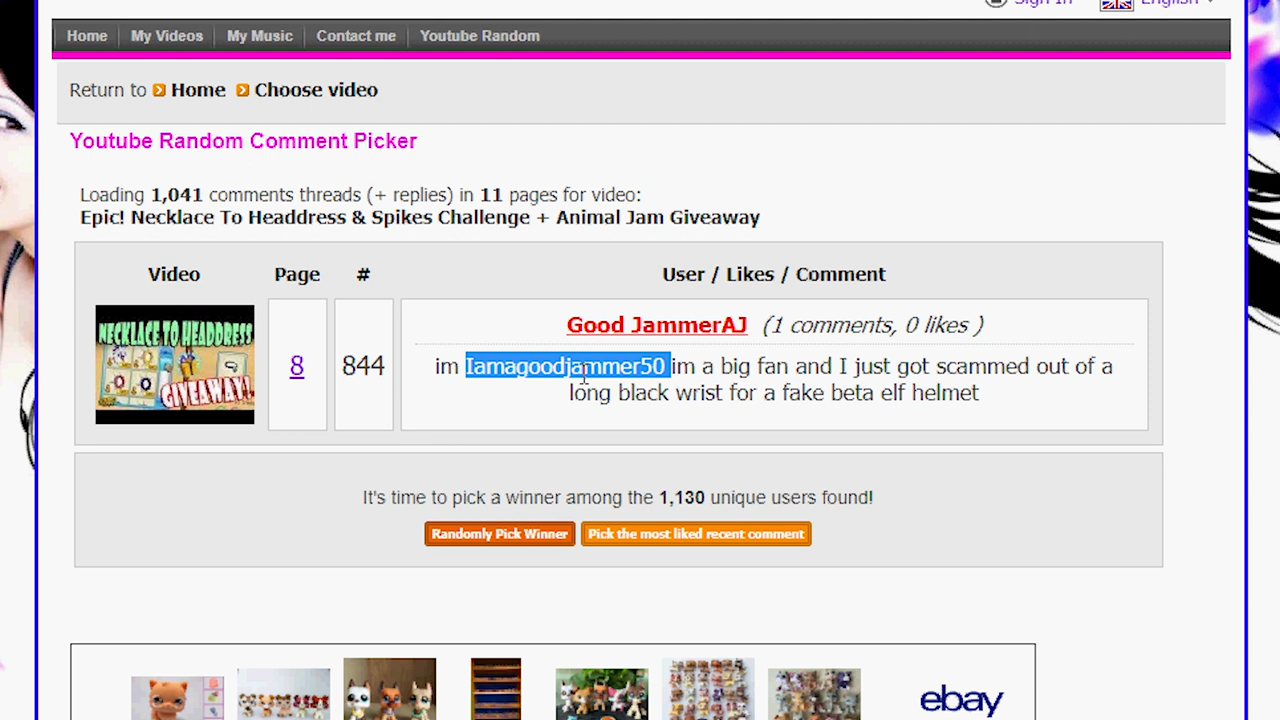 Sign In English
Home My Videos My Music Contact me Youtube Random
Return to Home Choose video
Youtube Random Comment Picker
Loading 1,041 comments threads (+ replies) in 11 pages for video:
Epic! Necklace To Headdress & Spikes Challenge + Animal Jam Giveaway
Video Page # User / Likes / Comment
NECKLACE TO HEADDRESS
GIVEAWAY!
8 844
Good JammerAJ (1 comments, 0 likes )
im Iamagoodjammer50 im a big fan and I just got scammed out of a
long black wrist for a fake beta elf helmet
It's time to pick a winner among the 1,130 unique users found!
Randomly Pick Winner Pick the most liked recent comment
ebay